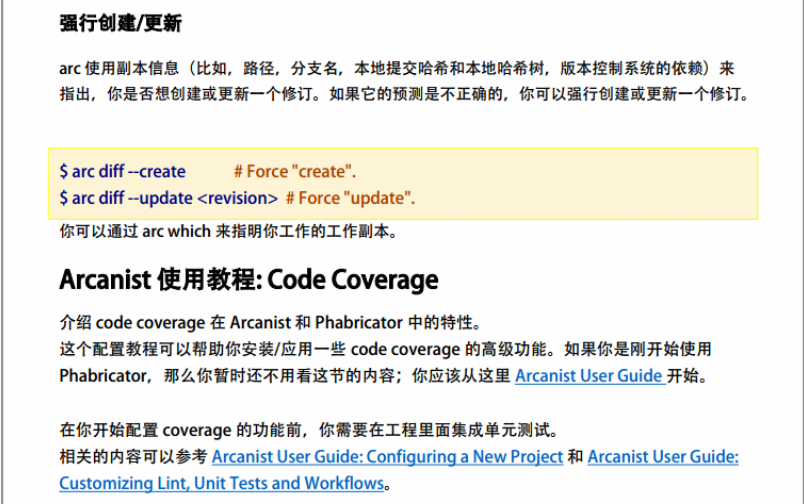 强行创建/更新
arc 使用副本信息（比如，路径，分支名，本地提交哈希和本地哈希树，版本控制系统的依赖）来
指出，你是否想创建或更新一个修订。如果它的预测是不正确的，你可以强行创建或更新一个修订。
$ arc diff --create # Force "create".
$ arc diff --update <revision> # Force "update".
你可以通过 arc which 来指明你工作的工作副本。
Arcanist 使用教程: Code Coverage
介绍 code coverage 在 Arcanist 和 Phabricator 中的特性。
这个配置教程可以帮助你安装/应用一些 code coverage 的高级功能。如果你是刚开始使用
Phabricator，那么你暂时还不用看这节的内容；你应该从这里 Arcanist User Guide 开始。
在你开始配置 coverage 的功能前，你需要在工程里面集成单元测试。
相关的内容可以参考 Arcanist User Guide: Configuring a New Project 和 Arcanist User Guide:
Customizing Lint, Unit Tests and Workflows。